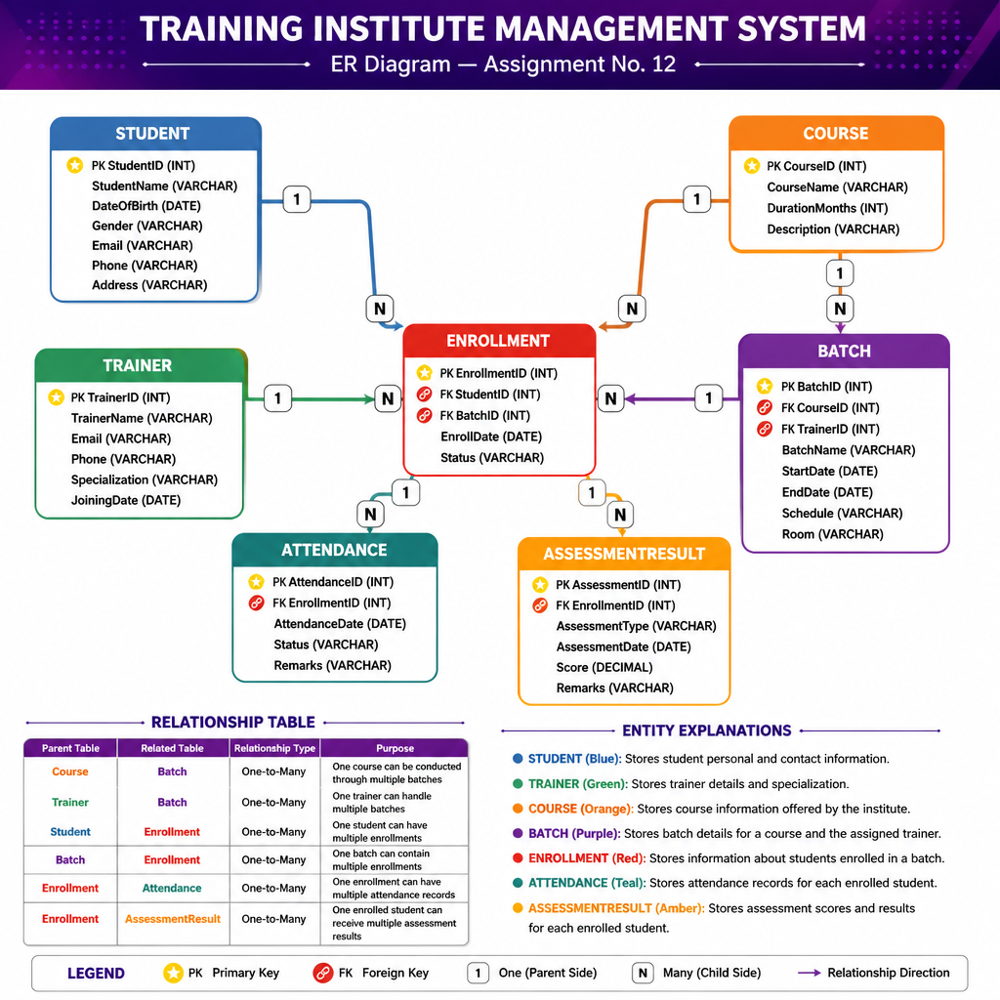 TRAINING INSTITUTE MANAGEMENT SYSTEM
ER Diagram — Assignment No. 12
STUDENT
PK StudentID (INT)
StudentName (VARCHAR)
DateOfBirth (DATE)
Gender (VARCHAR)
Email (VARCHAR)
Phone (VARCHAR)
Address (VARCHAR)
1
N
COURSE
PK CourseID (INT)
CourseName (VARCHAR)
DurationMonths (INT)
Description (VARCHAR)
1
N
1
N
TRAINER
PK TrainerID (INT)
TrainerName (VARCHAR)
Email (VARCHAR)
Phone (VARCHAR)
Specialization (VARCHAR)
JoiningDate (DATE)
1
N
ENROLLMENT
PK EnrollmentID (INT)
FK StudentID (INT)
FK BatchID (INT)
EnrollDate (DATE)
Status (VARCHAR)
N
1
BATCH
PK BatchID (INT)
FK CourseID (INT)
FK TrainerID (INT)
BatchName (VARCHAR)
StartDate (DATE)
EndDate (DATE)
Schedule (VARCHAR)
Room (VARCHAR)
1
N
1
N
ATTENDANCE
PK AttendanceID (INT)
FK EnrollmentID (INT)
AttendanceDate (DATE)
Status (VARCHAR)
Remarks (VARCHAR)
ASSESSMENTRESULT
PK AssessmentID (INT)
FK EnrollmentID (INT)
AssessmentType (VARCHAR)
AssessmentDate (DATE)
Score (DECIMAL)
Remarks (VARCHAR)
RELATIONSHIP TABLE
Parent Table Related Table Relationship Type Purpose
Course Batch One-to-Many One course can be conducted
through multiple batches
Trainer Batch One-to-Many One trainer can handle
multiple batches
Student Enrollment One-to-Many One student can have
multiple enrollments
Batch Enrollment One-to-Many One batch can contain
multiple enrollments
Enrollment Attendance One-to-Many One enrollment can have
multiple attendance records
Enrollment AssessmentResult One-to-Many One enrolled student can
receive multiple assessment
results
ENTITY EXPLANATIONS
STUDENT (Blue): Stores student personal and contact information.
TRAINER (Green): Stores trainer details and specialization.
COURSE (Orange): Stores course information offered by the institute.
BATCH (Purple): Stores batch details for a course and the assigned trainer.
ENROLLMENT (Red): Stores information about students enrolled in a batch.
ATTENDANCE (Teal): Stores attendance records for each enrolled student.
ASSESSMENTRESULT (Amber): Stores assessment scores and results
for each enrolled student.
LEGEND PK Primary Key FK Foreign Key 1 One (Parent Side) N Many (Child Side) Relationship Direction